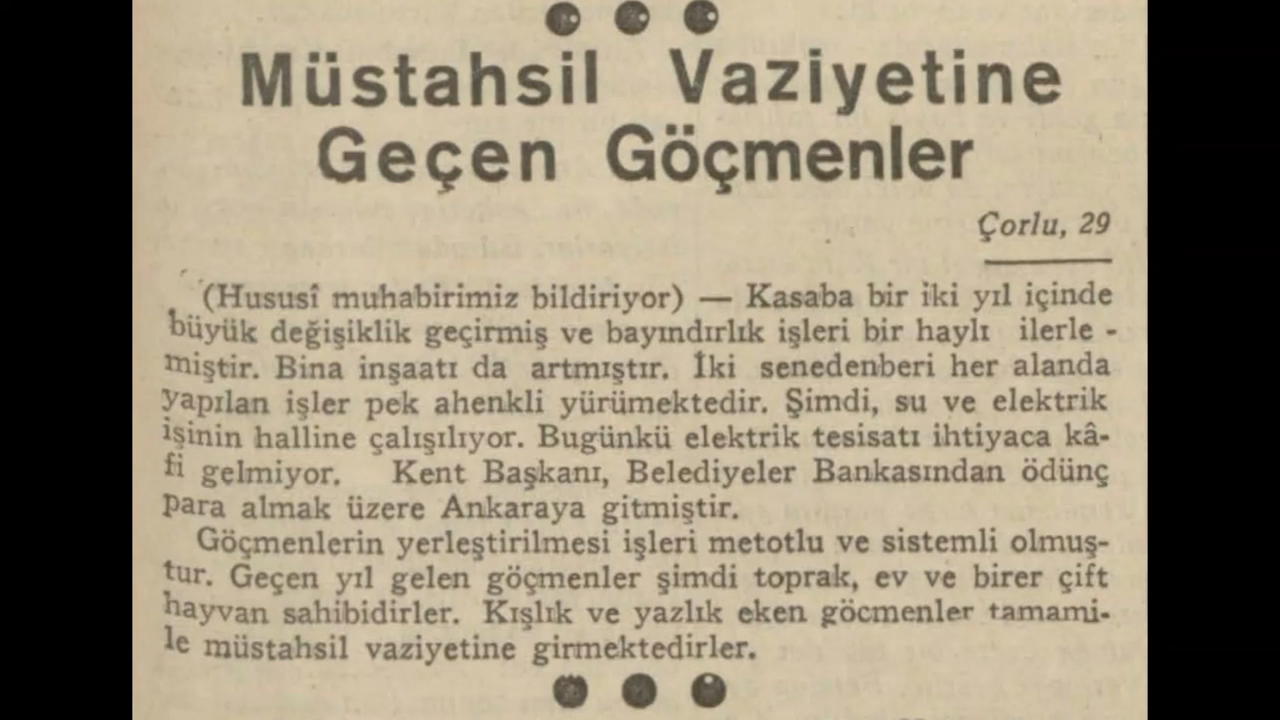 Müstahsil Vaziyetine
Geçen Göçmenler
Çorlu, 29
(Hususî muhabirimiz bildiriyor) — Kasaba bir iki yıl içinde
büyük değişiklik geçirmiş ve bayındırlık işleri bir haylı ilerle -
miştir. Bina inşaatı da artmıştır. İki senedenberi her alanda
yapılan işler pek ahenkli yürümektedir. Şimdi, su ve elektrik
işinin halline çalışılıyor. Bugünkü elektrik tesisatı ihtiyaca kâ-
fi gelmiyor. Kent Başkanı, Belediyeler Bankasından ödünç
para almak üzere Ankaraya gitmiştir.
Göçmenlerin yerleştirilmesi işleri metotlu ve sistemli olmuş-
tur. Geçen yıl gelen göçmenler şimdi toprak, ev ve birer çift
hayvan sahibidirler. Kışlık ve yazlık eken göcmenler tamami-
le müstahsil vaziyetine girmektedirler.